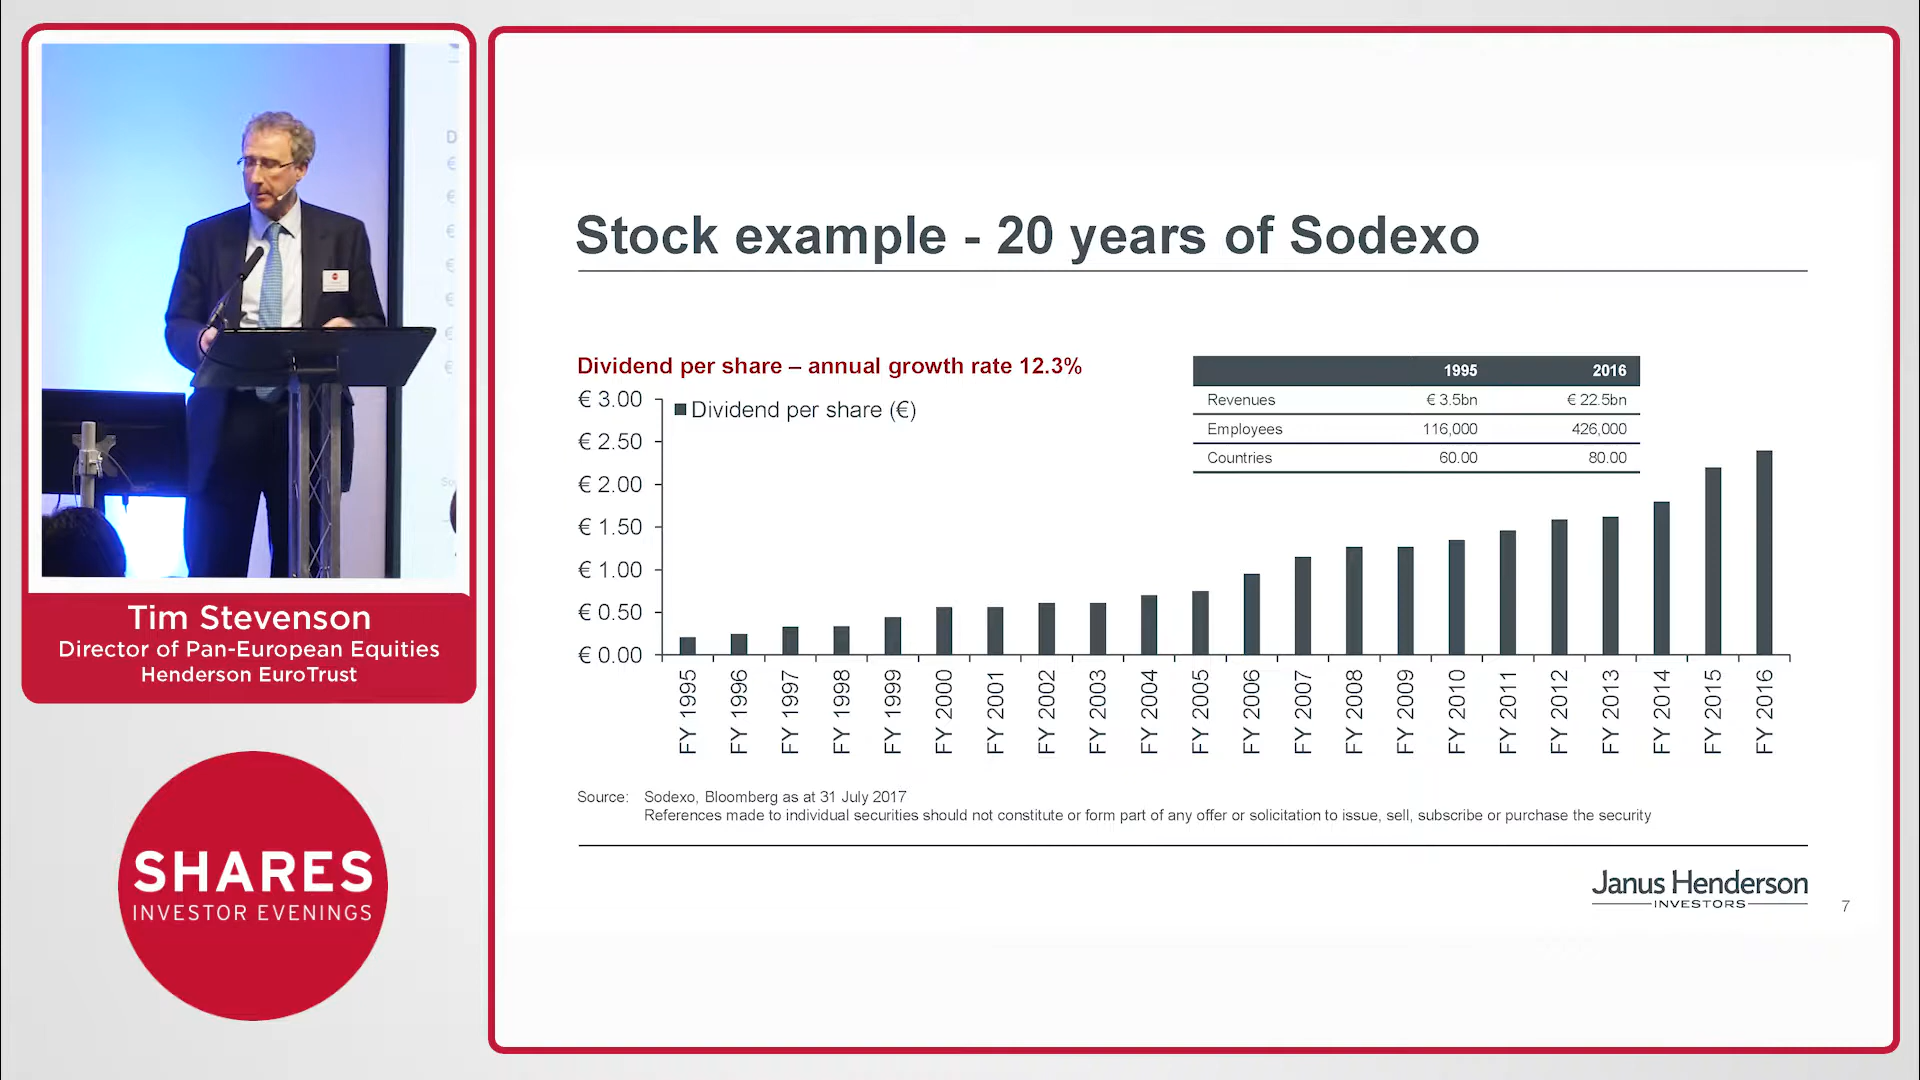 Tim Stevenson
Director of Pan-European Equities
Henderson EuroTrust
SHARES
INVESTOR EVENINGS
Stock example - 20 years of Sodexo
Dividend per share – annual growth rate 12.3%
Dividend per share (€)
€ 3.00
€ 2.50
€ 2.00
€ 1.50
€ 1.00
€ 0.50
€ 0.00
1995 2016
Revenues € 3.5bn € 22.5bn
Employees 116,000 426,000
Countries 60.00 80.00
FY 1995
FY 1996
FY 1997
FY 1998
FY 1999
FY 2000
FY 2001
FY 2002
FY 2003
FY 2004
FY 2005
FY 2006
FY 2007
FY 2008
FY 2009
FY 2010
FY 2011
FY 2012
FY 2013
FY 2014
FY 2015
FY 2016
Source: Sodexo, Bloomberg as at 31 July 2017
References made to individual securities should not constitute or form part of any offer or solicitation to issue, sell, subscribe or purchase the security
Janus Henderson
INVESTORS
7